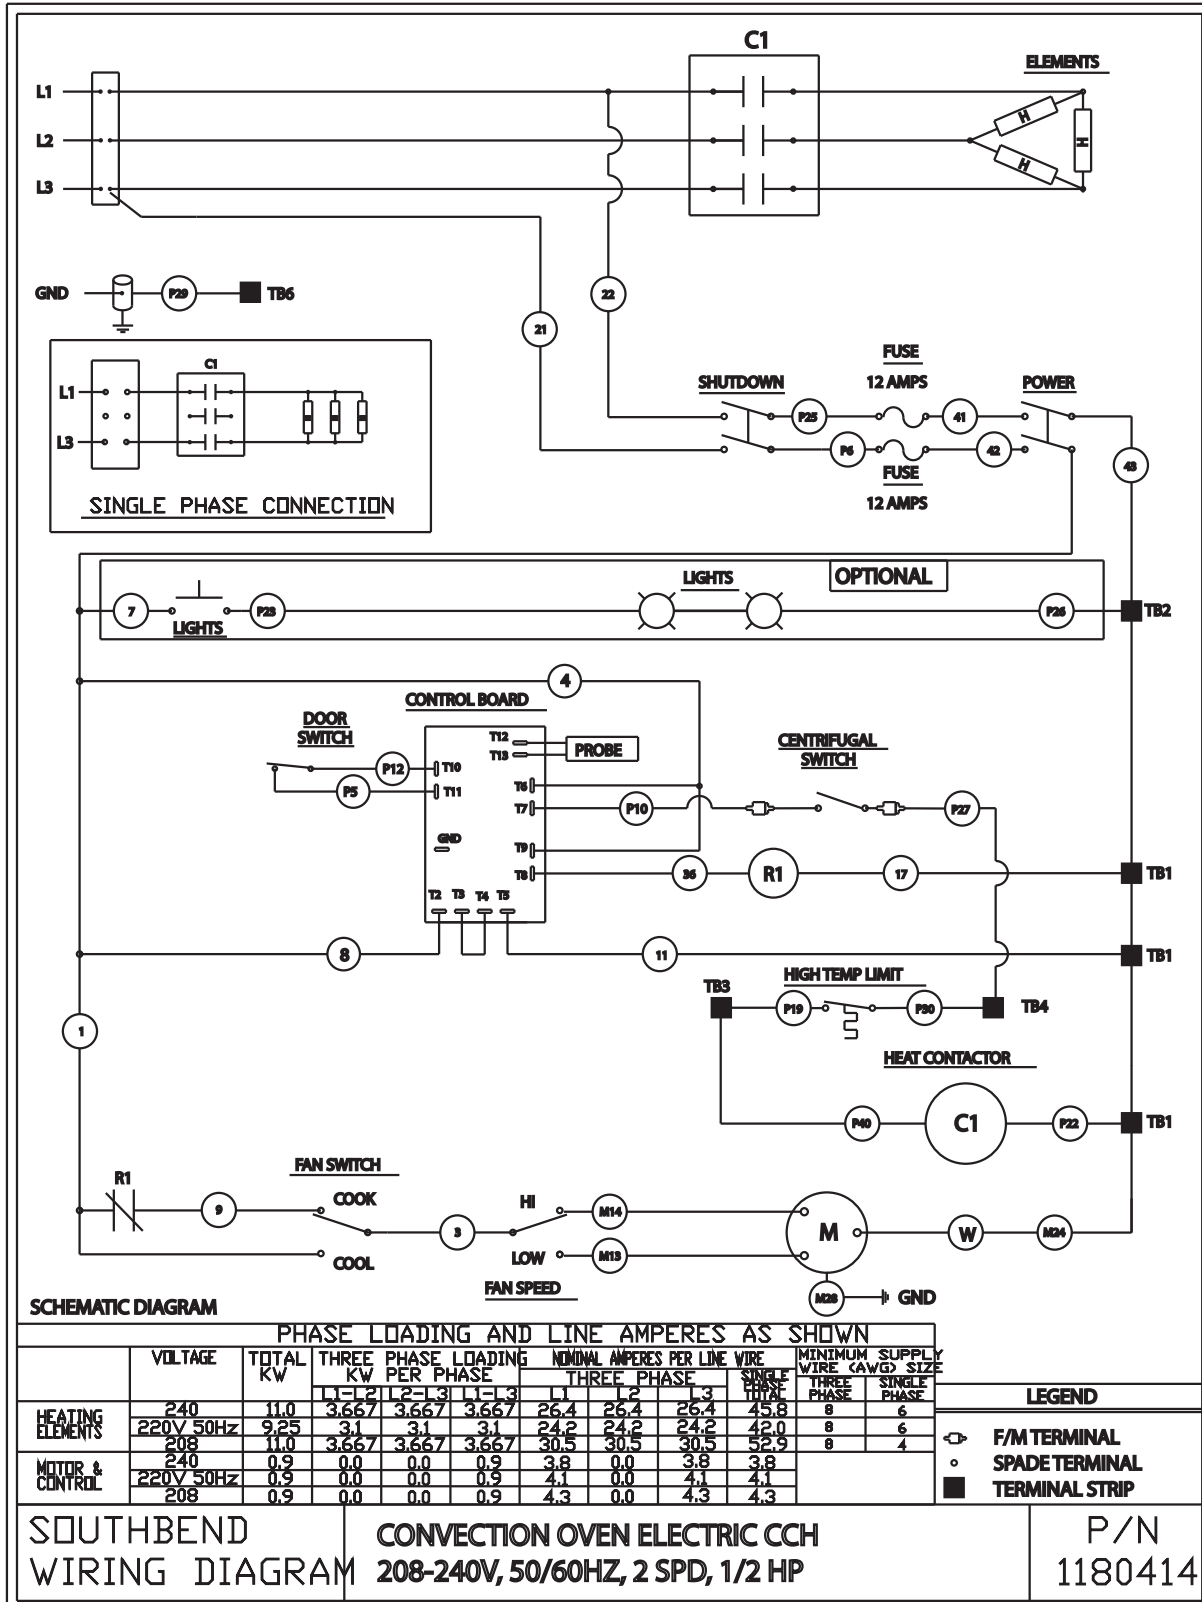 C1
ELEMENTS
L1
H
L2
H
H
L3
GND
P29
TB6
22
21
C1
L1
L3
SINGLE PHASE CONNECTION
FUSE
SHUTDOWN
12 AMPS
POWER
P25
41
P6
42
43
FUSE
12 AMPS
OPTIONAL
LIGHTS
7
P23
P26
TB2
LIGHTS
4
CONTROL BOARD
DOOR
SWITCH
T12
T13
PROBE
CENTRIFUGAL
SWITCH
P12
T10
P5
T11
T6
T7
P10
P27
GND
T9
T8
36
R1
17
TB1
T2
T3
T4
T5
8
11
TB1
HIGH TEMP LIMIT
TB3
P19
P30
TB4
1
HEAT CONTACTOR
P40
C1
P22
TB1
R1
FAN SWITCH
COOK
HI
9
M14
3
M
W
M24
COOL
LOW
M13
FAN SPEED
M28
GND
SCHEMATIC DIAGRAM
PHASE LOADING AND LINE AMPERES AS SHOWN
VOLTAGE TOTAL KW THREE PHASE LOADING KW PER PHASE NOMINAL AMPERES PER LINE WIRE MINIMUM SUPPLY WIRE (AWG) SIZE
THREE PHASE SINGLE PHASE TOTAL THREE PHASE SINGLE PHASE
L1-L2 L2-L3 L1-L3 L1 L2 L3
HEATING ELEMENTS
240 11.0 3.667 3.667 3.667 26.4 26.4 26.4 45.8 8 6
220V 50Hz 9.25 3.1 3.1 3.1 24.2 24.2 24.2 42.0 8 6
208 11.0 3.667 3.667 3.667 30.5 30.5 30.5 52.9 8 4
MOTOR & CONTROL
240 0.9 0.0 0.0 0.9 3.8 0.0 3.8 3.8
220V 50Hz 0.9 0.0 0.0 0.9 4.1 0.0 4.1 4.1
208 0.9 0.0 0.0 0.9 4.3 0.0 4.3 4.3
LEGEND
F/M TERMINAL
SPADE TERMINAL
TERMINAL STRIP
SOUTHBEND
WIRING DIAGRAM
CONVECTION OVEN ELECTRIC CCH
208-240V, 50/60HZ, 2 SPD, 1/2 HP
P/N
1180414